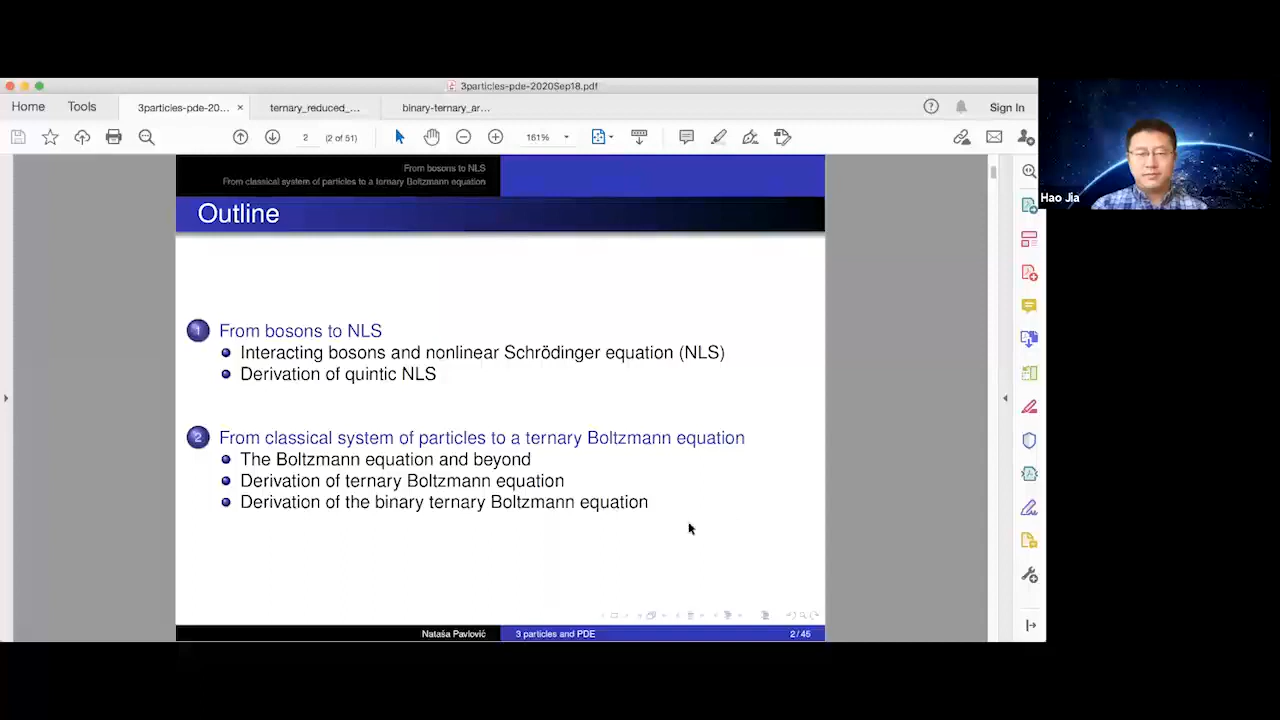 3particles-pde-2020Sep18.pdf
Home Tools 3particles-pde-20... × ternary_reduced_... binary-ternary_ar... Sign In
2 (2 of 51) 161%
From bosons to NLS
From classical system of particles to a ternary Boltzmann equation
Outline
Hao Jia
1 From bosons to NLS
Interacting bosons and nonlinear Schrödinger equation (NLS)
Derivation of quintic NLS
2 From classical system of particles to a ternary Boltzmann equation
The Boltzmann equation and beyond
Derivation of ternary Boltzmann equation
Derivation of the binary ternary Boltzmann equation
Nataša Pavlović 3 particles and PDE 2 / 45